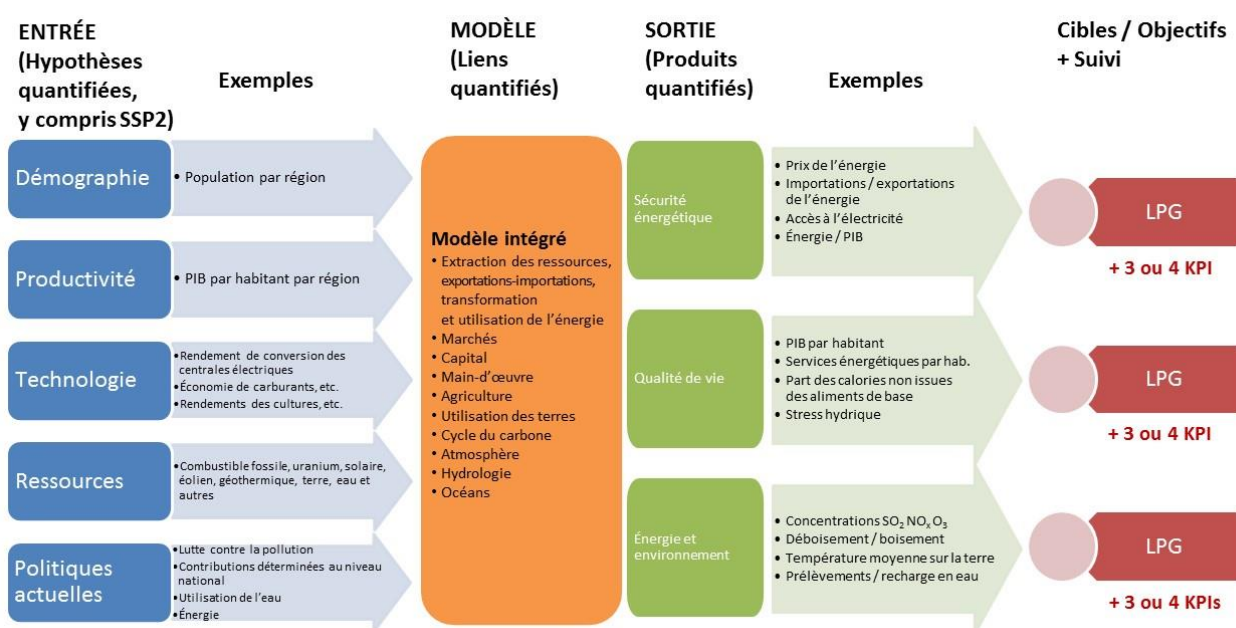 ENTRÉE
(Hypothèses
quantifiées,
y compris SSP2)
Exemples
MODÈLE
(Liens
quantifiés)
SORTIE
(Produits
quantifiés)
Exemples
Cibles / Objectifs
+ Suivi
Démographie
• Population par région
Productivité
• PIB par habitant par région
Technologie
• Rendement de conversion des
centrales électriques
• Économie de carburants, etc.
• Rendements des cultures, etc.
Ressources
• Combustible fossile, uranium, solaire,
éolien, géothermique, terre, eau et
autres
Politiques
actuelles
• Lutte contre la pollution
• Contributions déterminées au niveau
national
• Utilisation de l'eau
• Énergie
Modèle intégré
• Extraction des ressources,
exportations-importations,
transformation
et utilisation de l'énergie
• Marchés
• Capital
• Main-d'œuvre
• Agriculture
• Utilisation des terres
• Cycle du carbone
• Atmosphère
• Hydrologie
• Océans
Sécurité
énergétique
• Prix de l'énergie
• Importations / exportations
de l'énergie
• Accès à l'électricité
• Énergie / PIB
LPG
+ 3 ou 4 KPI
Qualité de vie
• PIB par habitant
• Services énergétiques par hab.
• Part des calories non issues
des aliments de base
• Stress hydrique
LPG
+ 3 ou 4 KPI
Énergie et
environnement
• Concentrations SO₂ NOₓ O₃
• Déboisement / boisement
• Température moyenne sur la terre
• Prélèvements / recharge en eau
LPG
+ 3 ou 4 KPIs